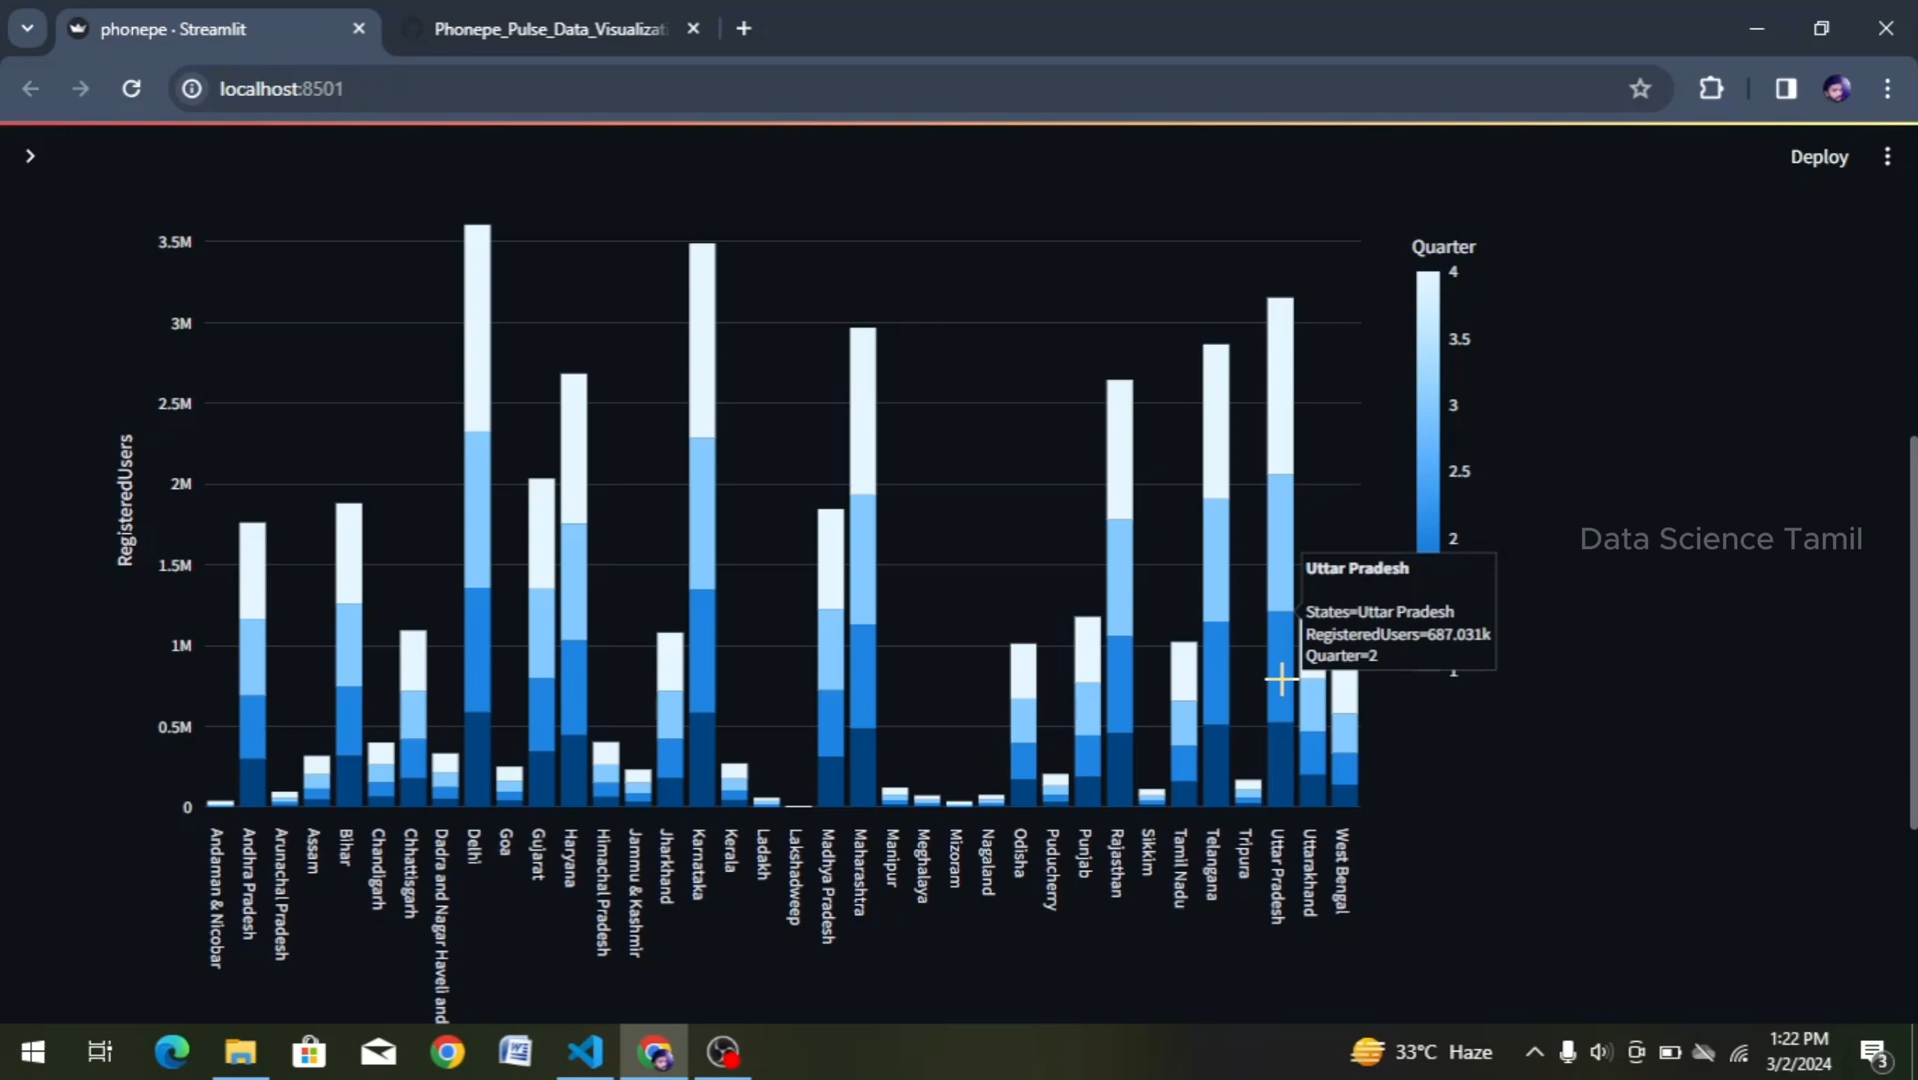 phonepe · Streamlit
Phonepe_Pulse_Data_Visualizati
localhost:8501
Deploy
3.5M
3M
2.5M
2M
1.5M
1M
0.5M
0
RegisteredUsers
Quarter
4
3.5
3
2.5
2
1
Uttar Pradesh
States=Uttar Pradesh
RegisteredUsers=687.031k
Quarter=2
Data Science Tamil
Andaman & Nicobar
Andhra Pradesh
Arunachal Pradesh
Assam
Bihar
Chandigarh
Chhattisgarh
Dadra and Nagar Haveli and
Delhi
Goa
Gujarat
Haryana
Himachal Pradesh
Jammu & Kashmir
Jharkhand
Karnataka
Kerala
Ladakh
Lakshadweep
Madhya Pradesh
Maharashtra
Manipur
Meghalaya
Mizoram
Nagaland
Odisha
Puducherry
Punjab
Rajasthan
Sikkim
Tamil Nadu
Telangana
Tripura
Uttar Pradesh
Uttarakhand
West Bengal
33°C Haze
1:22 PM
3/2/2024
3